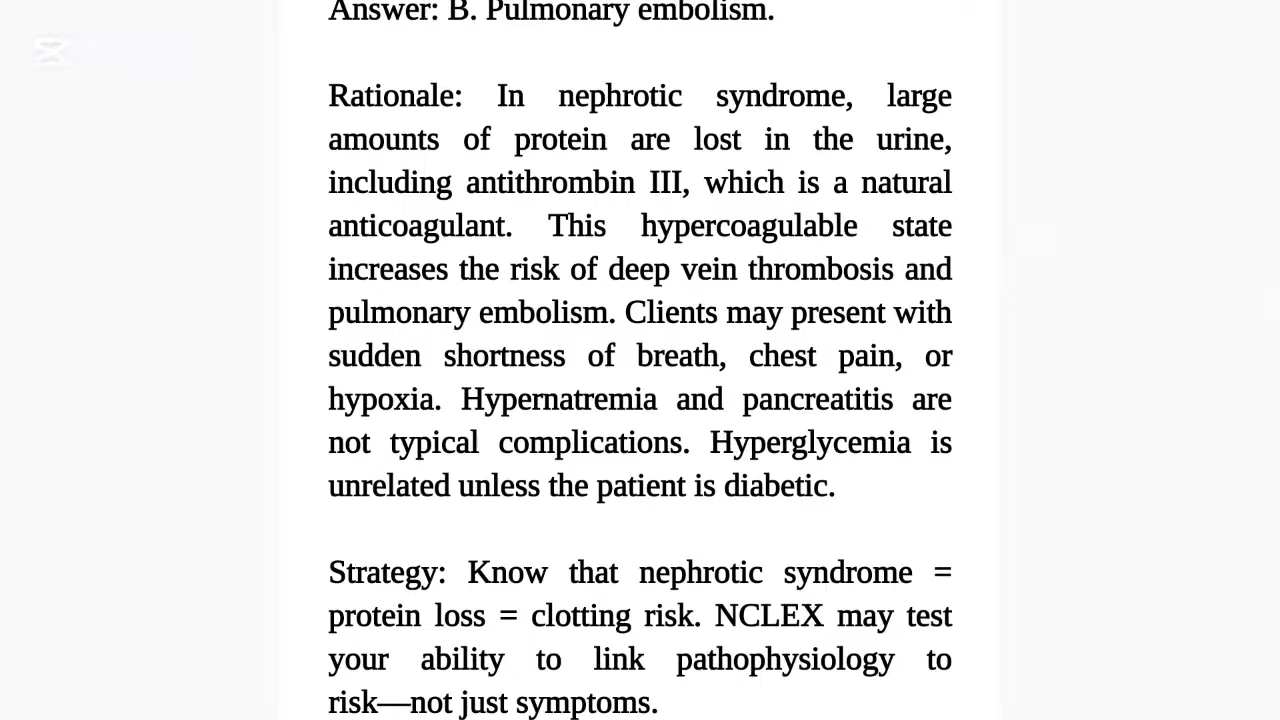 Answer: B. Pulmonary embolism.
Rationale: In nephrotic syndrome, large
amounts of protein are lost in the urine,
including antithrombin III, which is a natural
anticoagulant. This hypercoagulable state
increases the risk of deep vein thrombosis and
pulmonary embolism. Clients may present with
sudden shortness of breath, chest pain, or
hypoxia. Hypernatremia and pancreatitis are
not typical complications. Hyperglycemia is
unrelated unless the patient is diabetic.
Strategy: Know that nephrotic syndrome =
protein loss = clotting risk. NCLEX may test
your ability to link pathophysiology to
risk—not just symptoms.